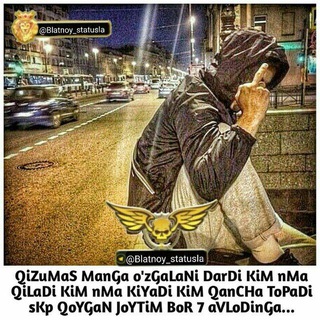 @Blatnoy_statusla
@Blatnoy_statusla
QiZuMaS ManGa o'zGaLaNi DarDi KiM nMa
QiLaDi KiM nMa KiYaDi KiM QanCHa ToPaDi
sKp QoYGaN JoYTiM BoR 7 aVLoDinGa...